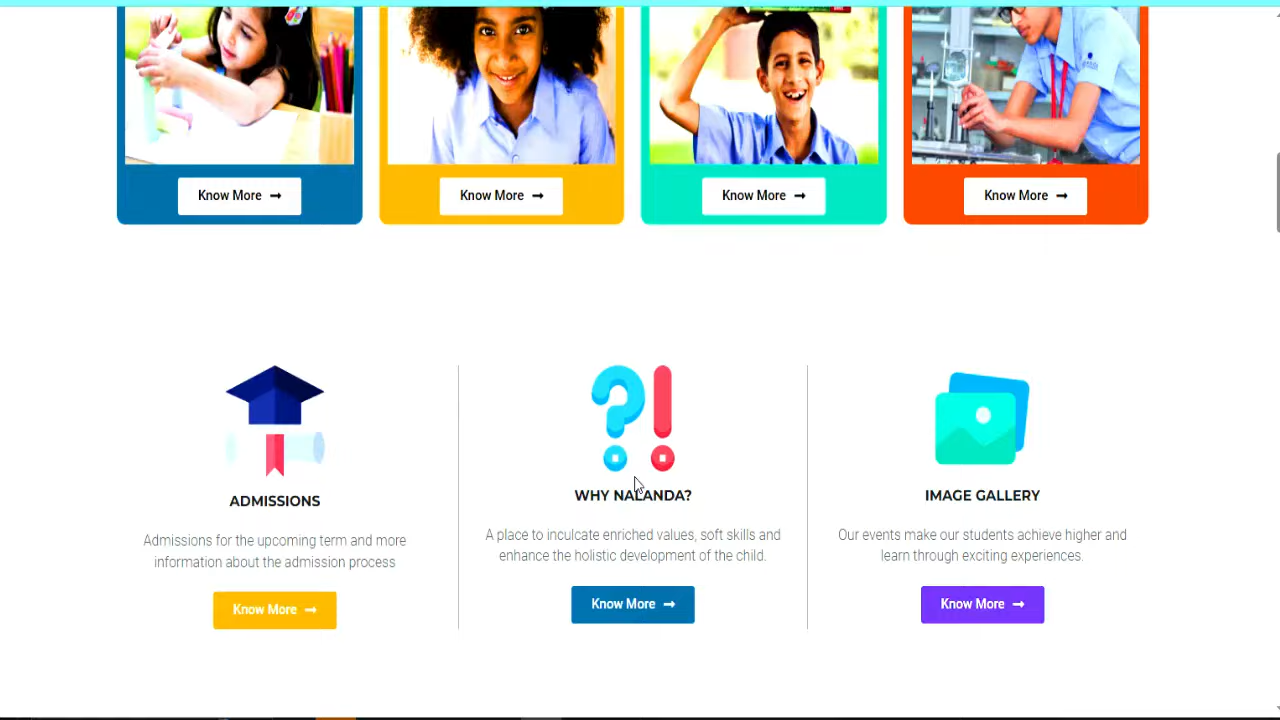 Know More
Know More
Know More
Know More
ADMISSIONS
Admissions for the upcoming term and more
information about the admission process
Know More
WHY NALANDA?
A place to inculcate enriched values, soft skills and
enhance the holistic development of the child.
Know More
IMAGE GALLERY
Our events make our students achieve higher and
learn through exciting experiences.
Know More